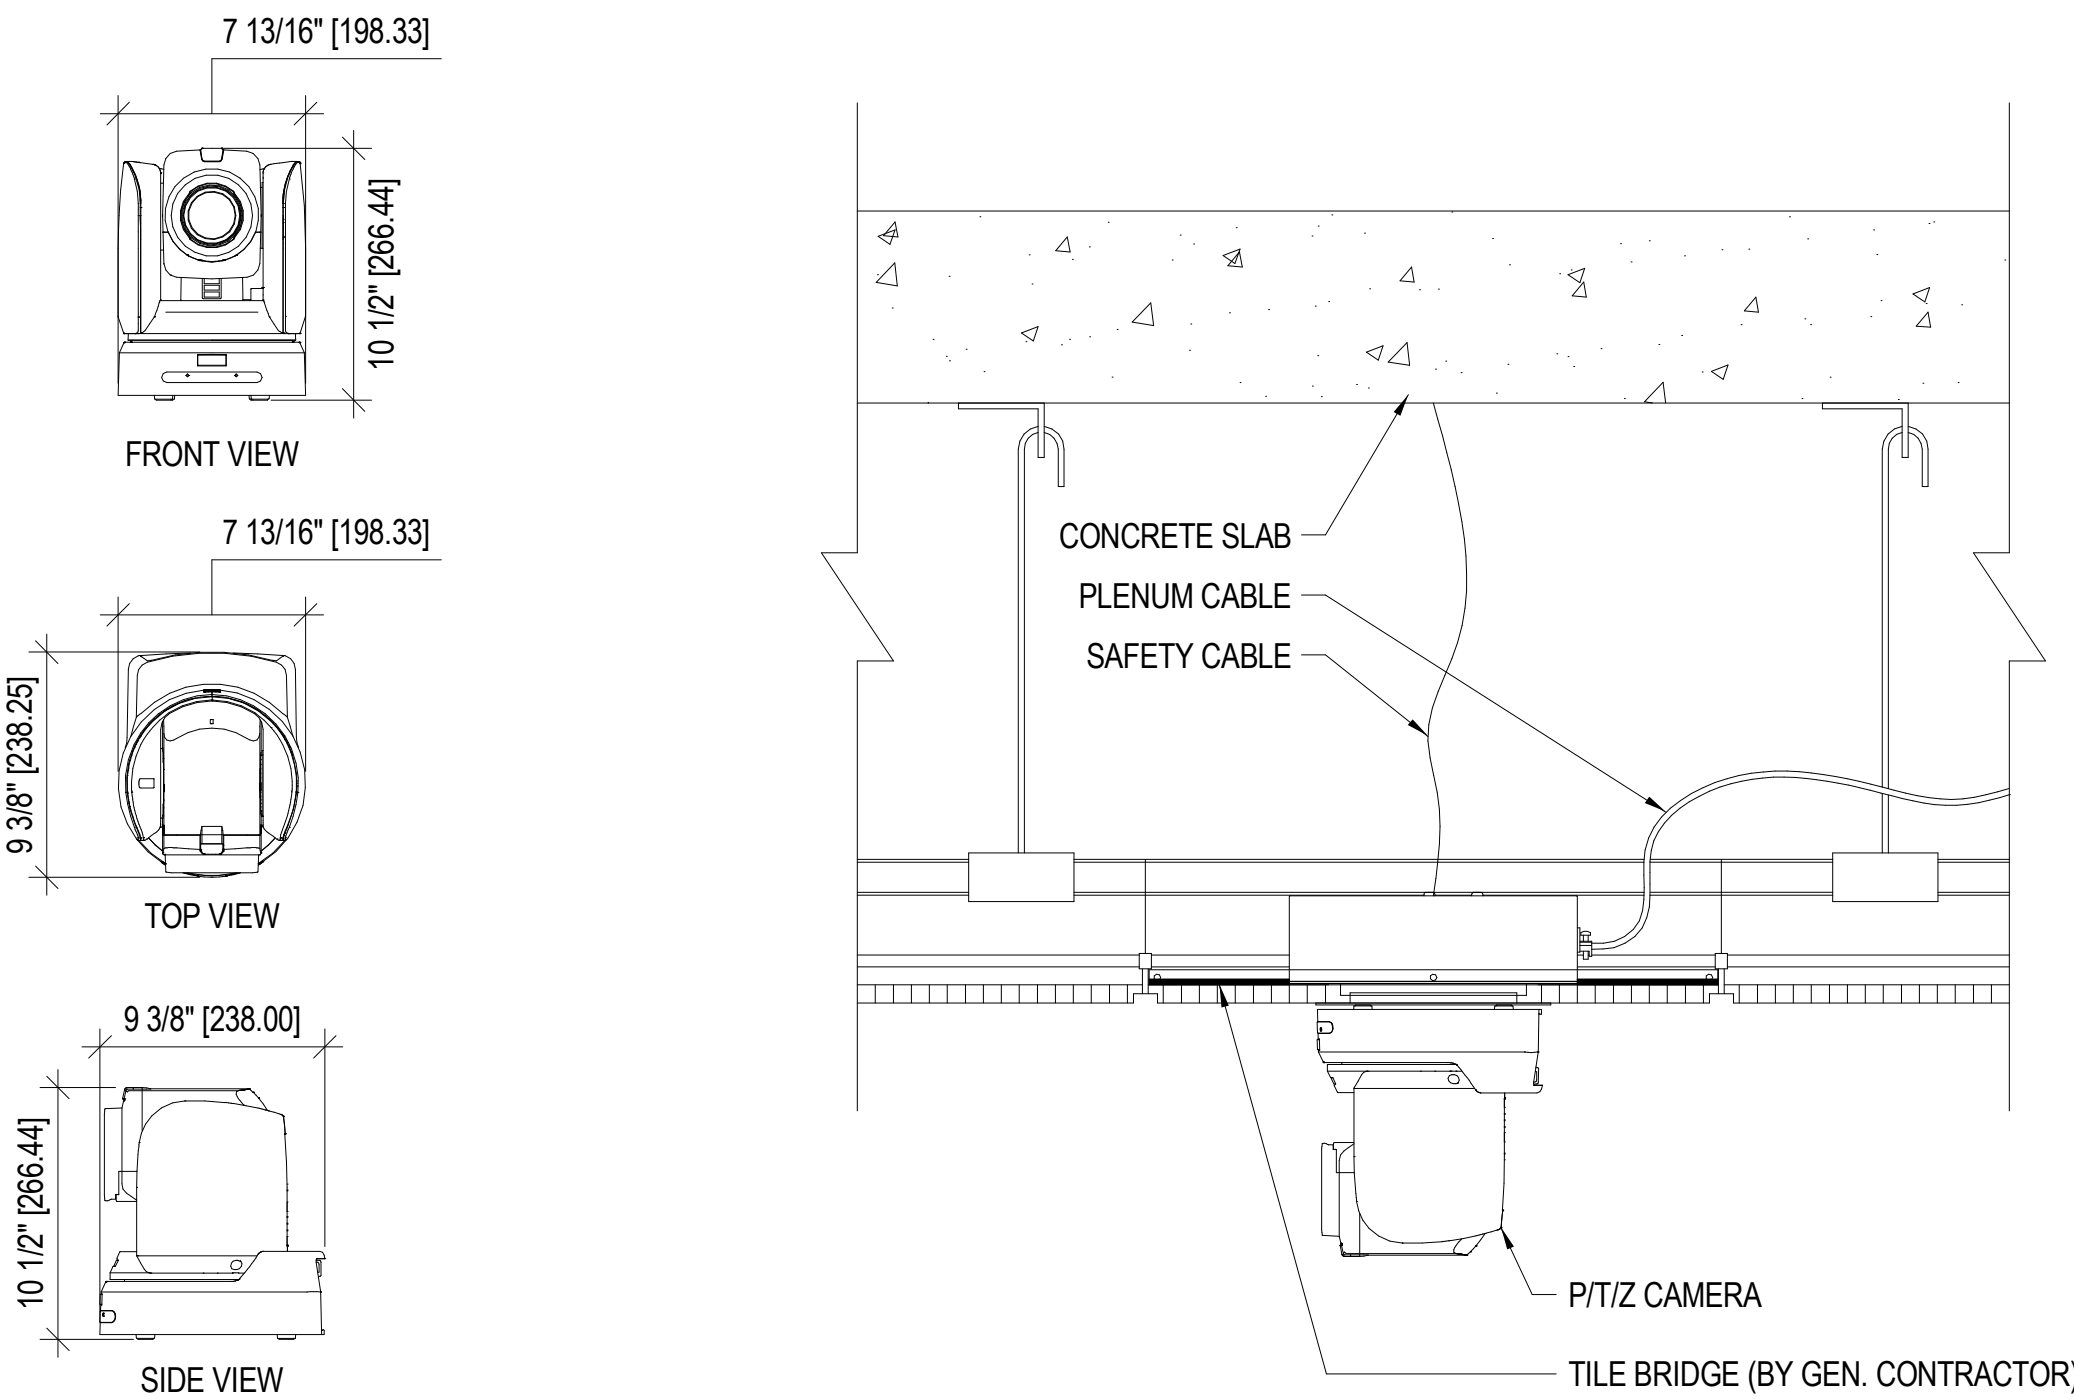 7 13/16" [198.33]
10 1/2" [266.44]
FRONT VIEW
7 13/16" [198.33]
9 3/8" [238.25]
TOP VIEW
9 3/8" [238.00]
10 1/2" [266.44]
SIDE VIEW
CONCRETE SLAB
PLENUM CABLE
SAFETY CABLE
P/T/Z CAMERA
TILE BRIDGE (BY GEN. CONTRACTOR)